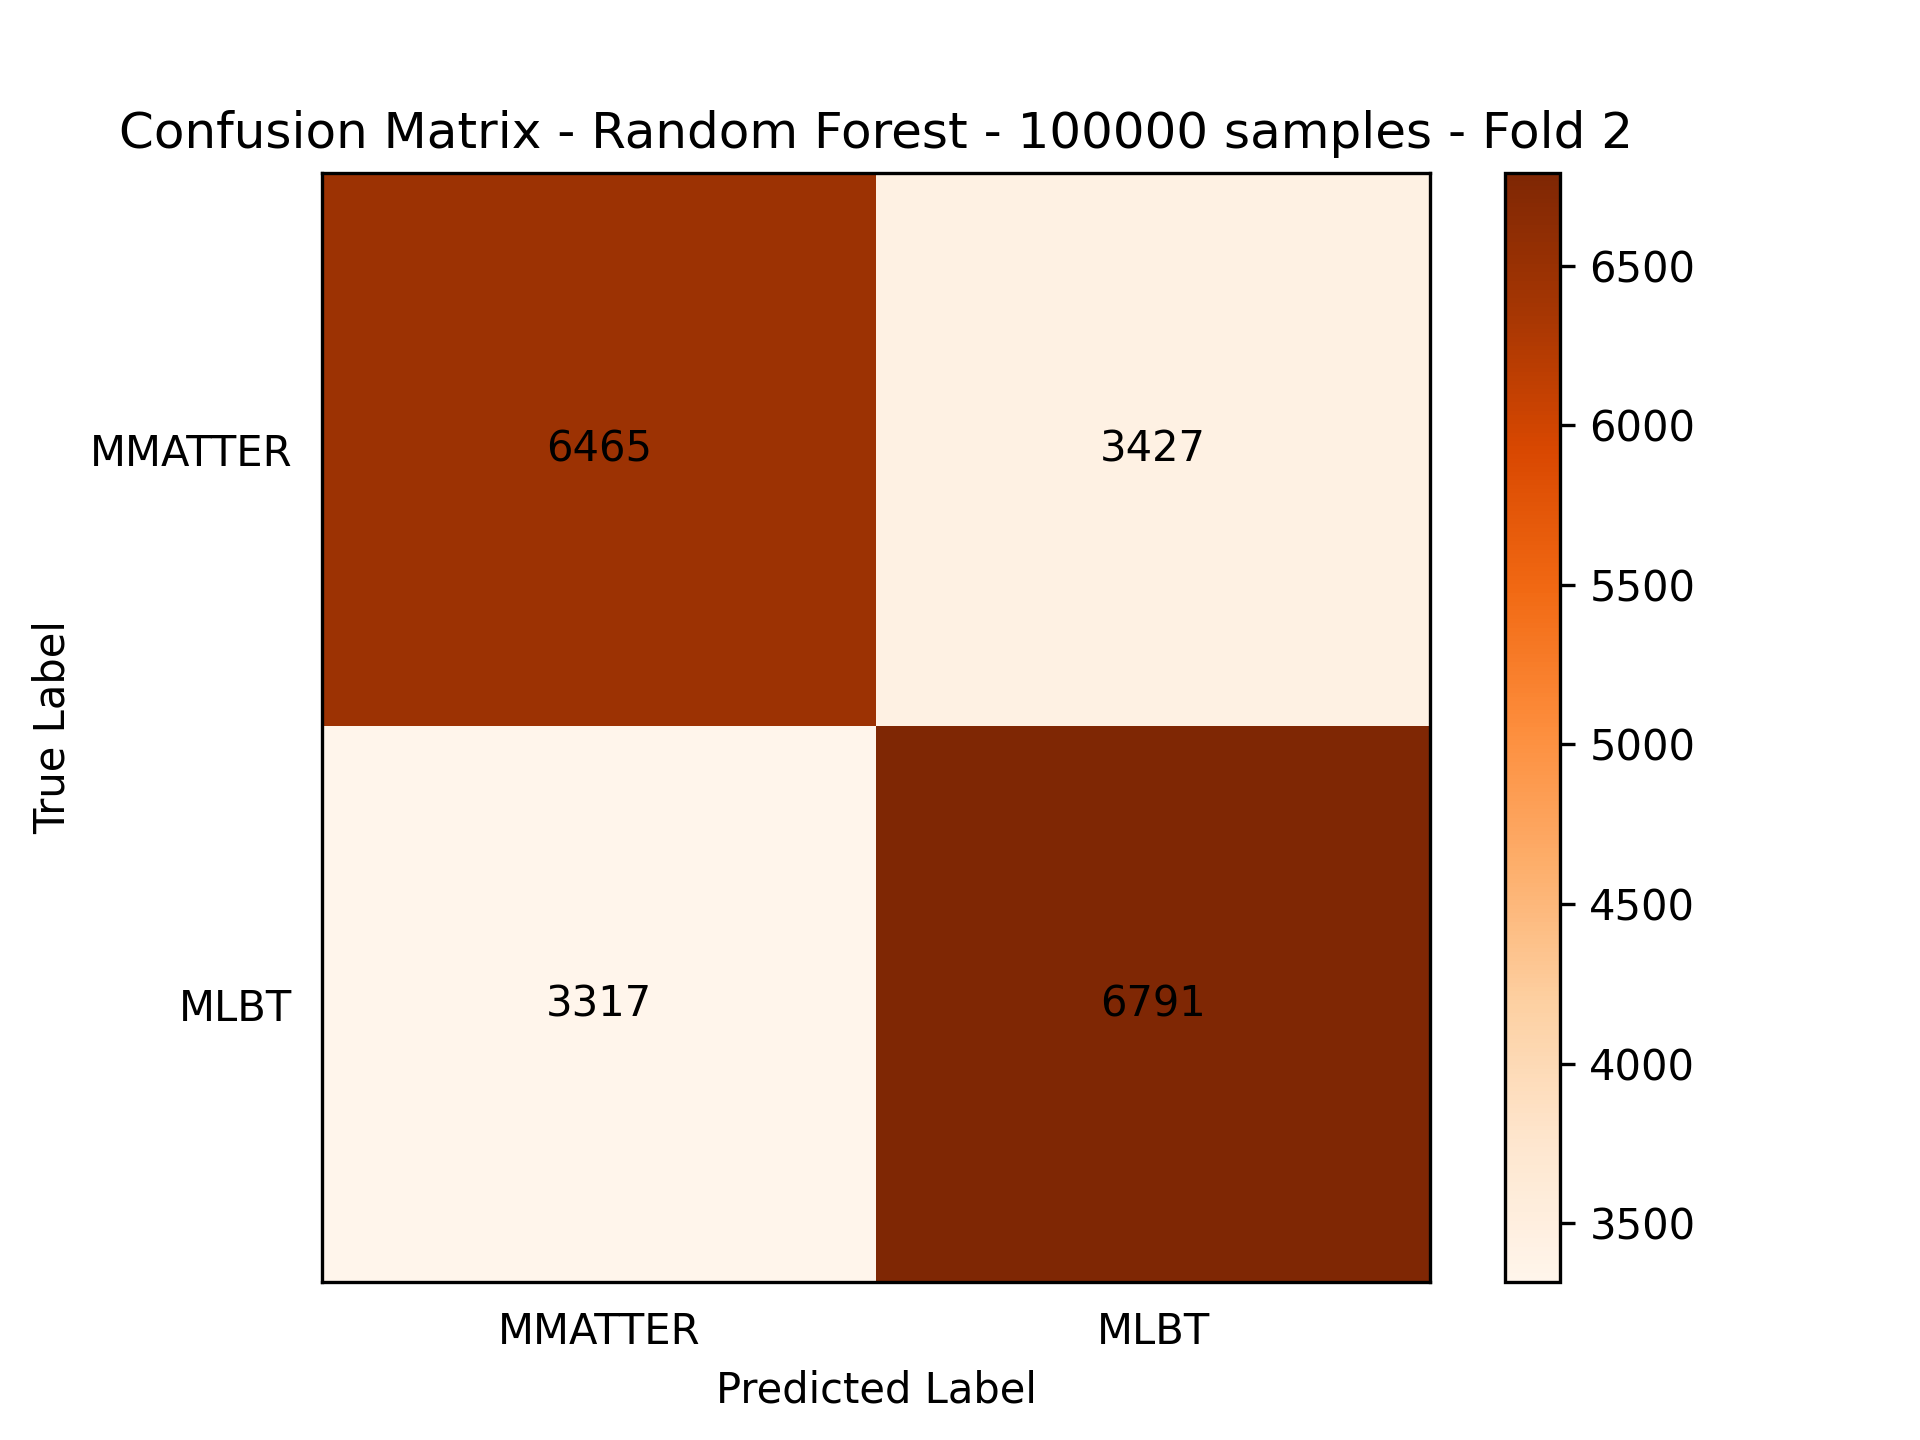 Confusion Matrix - Random Forest - 100000 samples - Fold 2
True Label
MMATTER
6465
3427
MLBT
3317
6791
MMATTER
MLBT
Predicted Label
6500
6000
5500
5000
4500
4000
3500